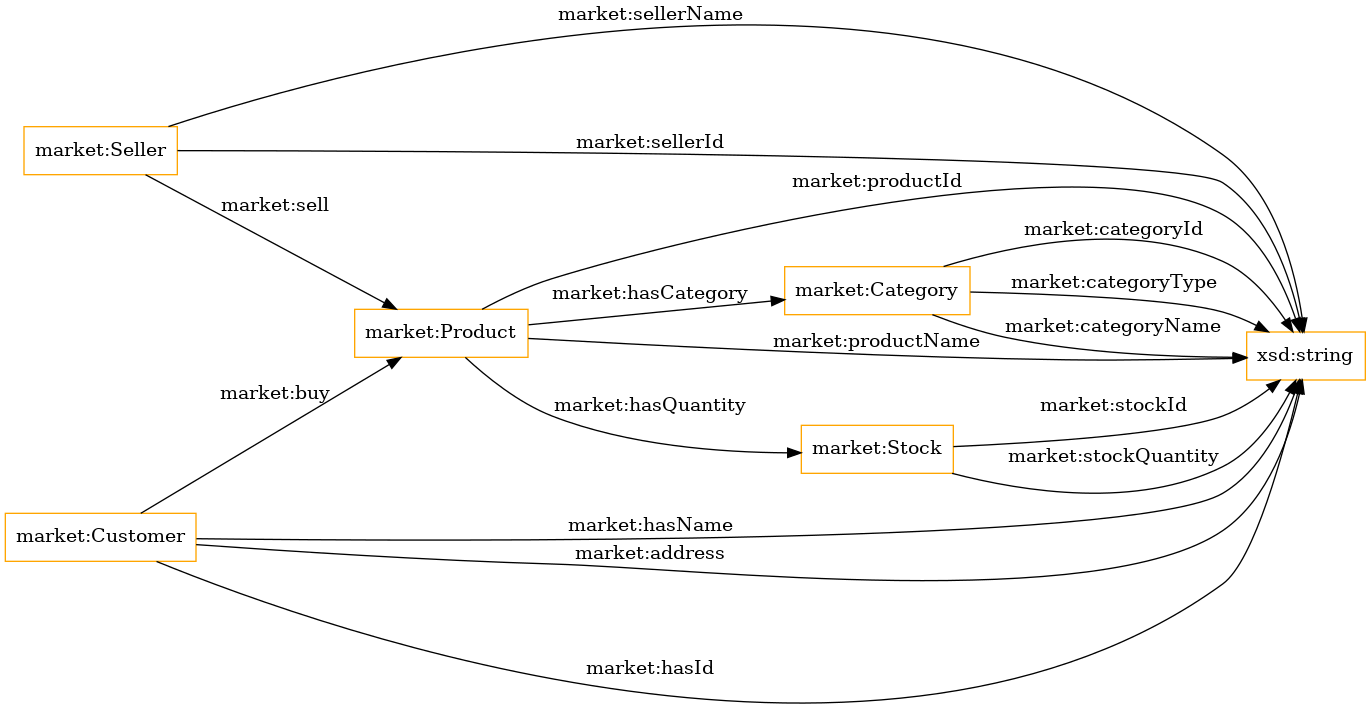 market:sellerName
market:Seller
market:sellerId
market:productId
market:sell
market:categoryId
market:categoryType
market:Category
market:hasCategory
market:categoryName
market:Product
market:productName
xsd:string
market:buy
market:hasQuantity
market:stockId
market:Stock
market:stockQuantity
market:hasName
market:Customer
market:address
market:hasId